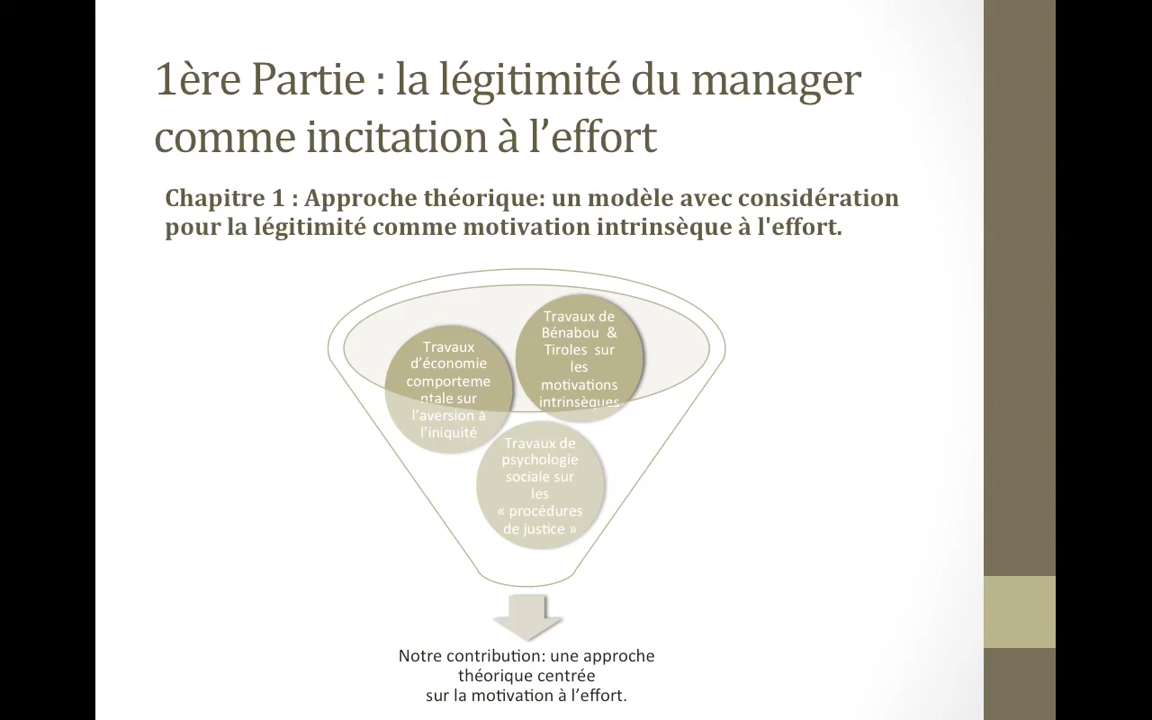 1ère Partie : la légitimité du manager
comme incitation à l’effort
Chapitre 1 : Approche théorique: un modèle avec considération
pour la légitimité comme motivation intrinsèque à l'effort.
Travaux
d’économie
comporteme
ntale sur
l’aversion à
l’iniquité
Travaux de
Bénabou &
Tiroles sur
les
motivations
intrinsèques
Travaux de
psychologie
sociale sur
les
« procédures
de justice »
Notre contribution: une approche
théorique centrée
sur la motivation à l’effort.